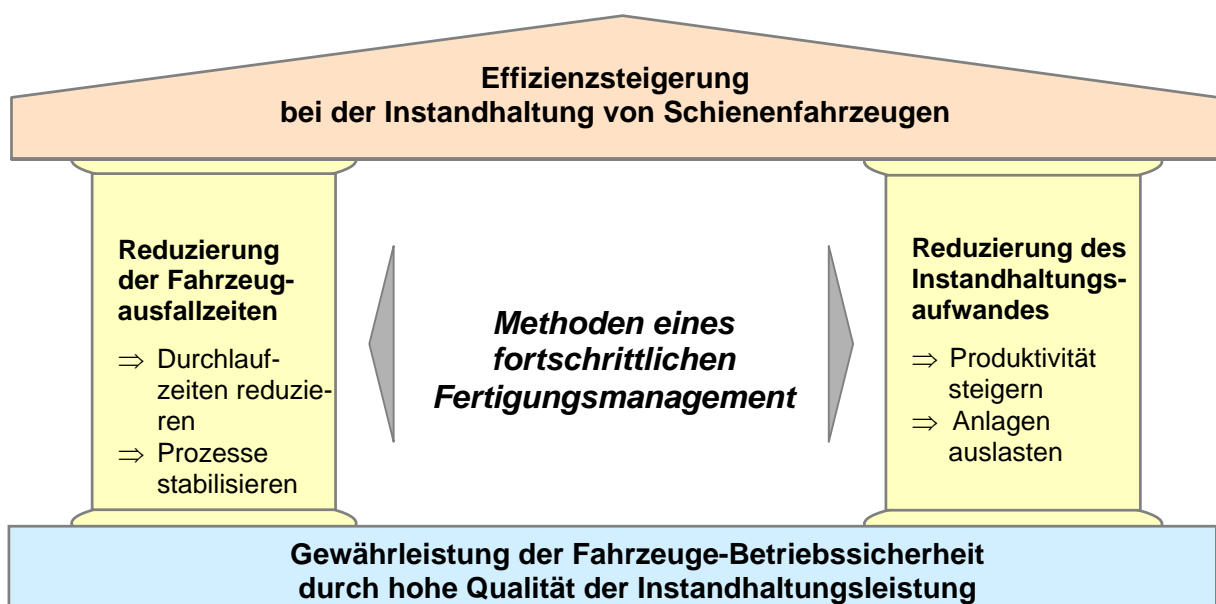 Effizienzsteigerung
bei der Instandhaltung von Schienenfahrzeugen
Reduzierung
der Fahrzeug-
ausfallzeiten
⇒ Durchlauf-
zeiten reduzie-
ren
⇒ Prozesse
stabilisieren
Methoden eines
fortschrittlichen
Fertigungsmanagement
Reduzierung des
Instandhaltungs-
aufwandes
⇒ Produktivität
steigern
⇒ Anlagen
auslasten
Gewährleistung der Fahrzeuge-Betriebssicherheit
durch hohe Qualität der Instandhaltungsleistung